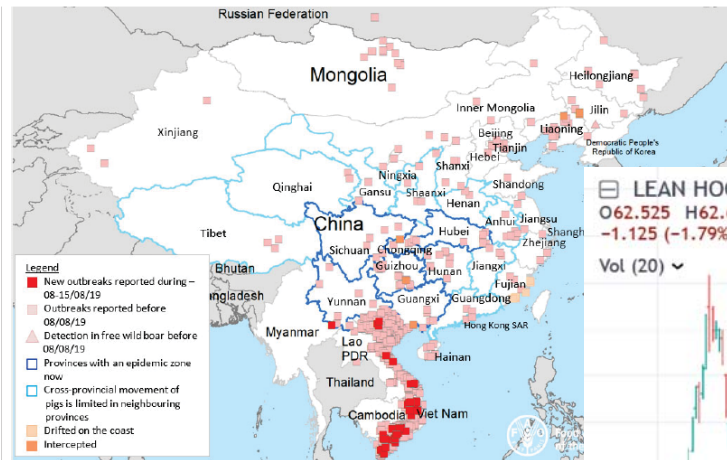 Russian Federation
Mongolia
Heilongjiang
Jilin
Inner Mongolia
Liaoning
Xinjiang
Beijing
Tianjin
Hebei
Democratic People's
Republic of Korea
Ningxia
Shanxi
Shandong
Qinghai
Gansu
Shaanxi
Henan
China
Anhui
Jiangsu
Shangh
Zhejiang
Tibet
Hubei
Sichuan
Chongqing
Guizhou
Hunan
Jiangxi
Fujian
Bhutan
angladesh
Yunnan
Guangxi
Guangdong
Hong Kong SAR
Myanmar
Lao
PDR
Hainan
Thailand
Cambodia
Viet Nam
Legend
New outbreaks reported during –
08-15/08/19
Outbreaks reported before
08/08/19
Detection in free wild boar before
08/08/19
Provinces with an epidemic zone
now
Cross-provincial movement of
pigs is limited in neighbouring
provinces
Drifted on the coast
Intercepted
LEAN HO
O62.525 H62.
−1.125 (−1.79%
Vol (20)